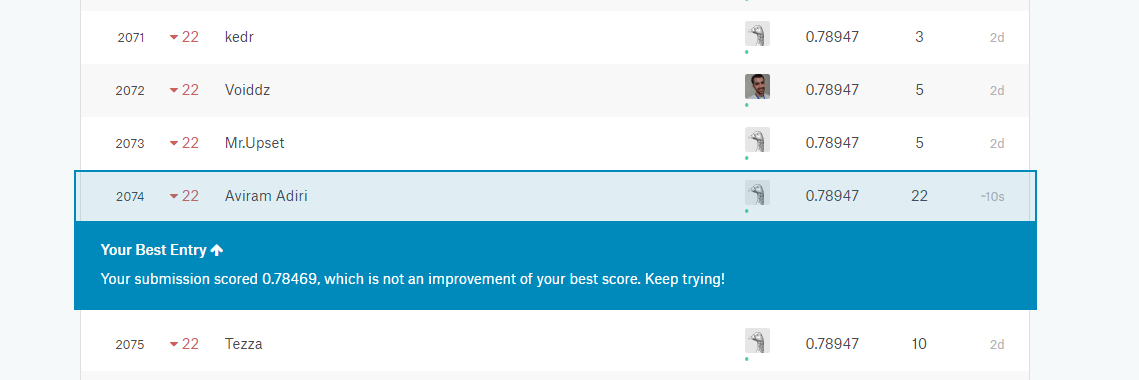 2071 22 kedr 0.78947 3 2d
2072 22 Voiddz 0.78947 5 2d
2073 22 Mr.Upset 0.78947 5 2d
2074 22 Aviram Adiri 0.78947 22 ~10s
Your Best Entry
Your submission scored 0.78469, which is not an improvement of your best score. Keep trying!
2075 22 Tezza 0.78947 10 2d